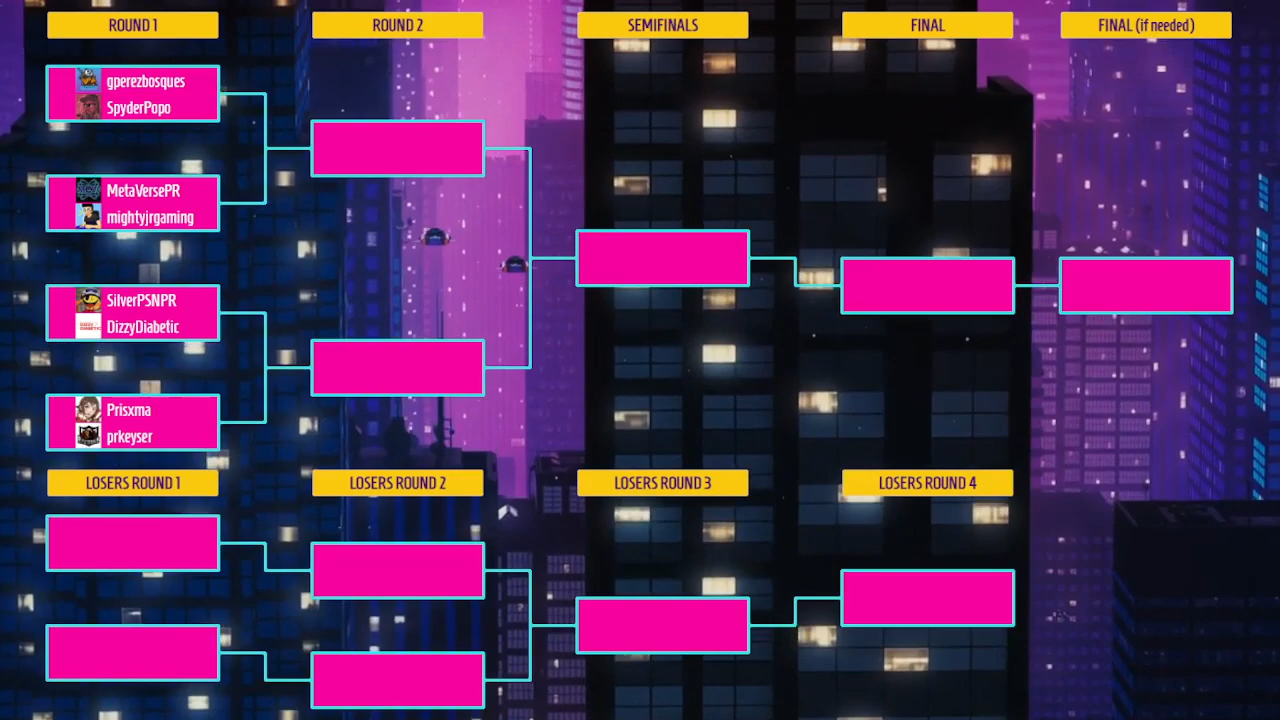 ROUND 1
ROUND 2
SEMIFINALS
FINAL
FINAL (if needed)
gperezbosques
SpyderPopo
MetaVersePR
mightyjrgaming
SilverPSNPR
DizzyDiabetic
Prisxma
prkeyser
LOSERS ROUND 1
LOSERS ROUND 2
LOSERS ROUND 3
LOSERS ROUND 4